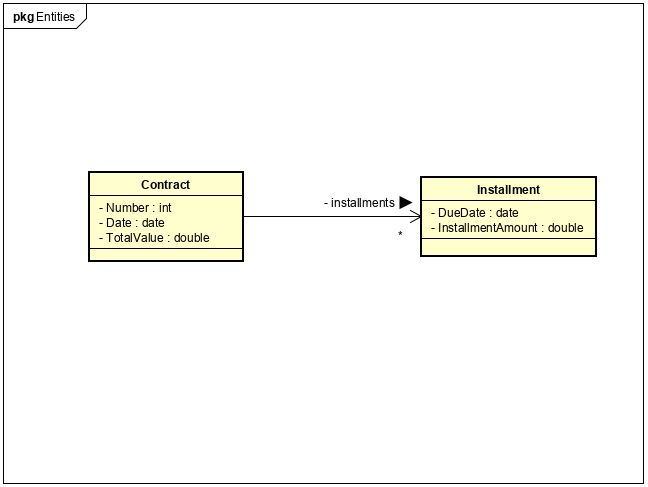 pkg Entities
Contract
- Number : int
- Date : date
- TotalValue : double
- installments
*
Installment
- DueDate : date
- InstallmentAmount : double